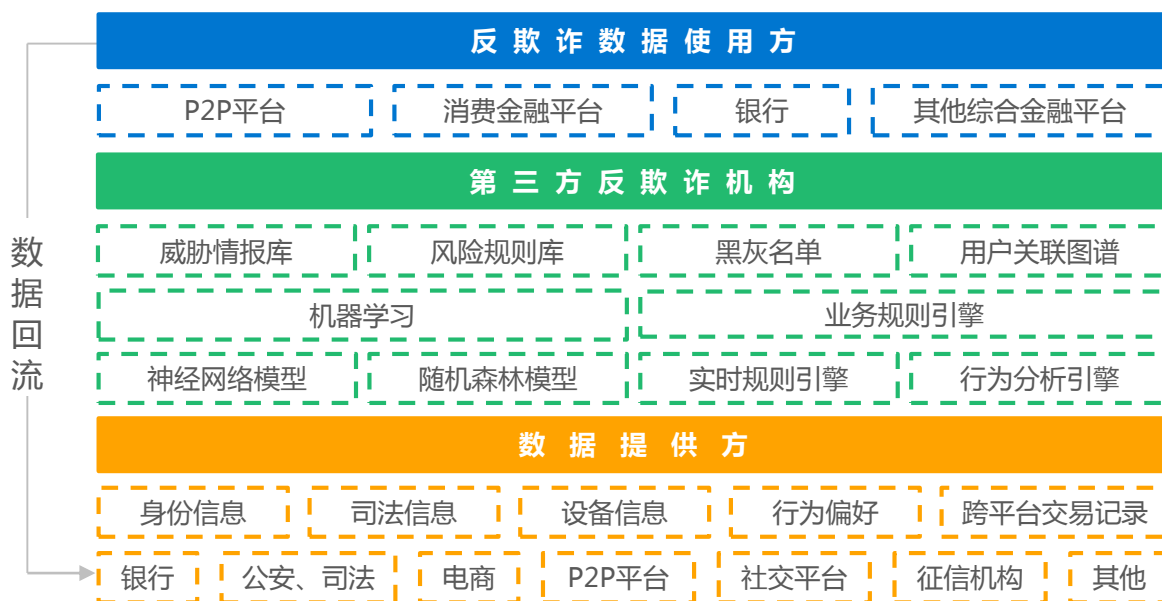 反欺诈数据使用方
P2P平台 消费金融平台 银行 其他综合金融平台
第三方反欺诈机构
威胁情报库 风险规则库 黑灰名单 用户关联图谱
机器学习 业务规则引擎
神经网络模型 随机森林模型 实时规则引擎 行为分析引擎
数据提供方
身份信息 司法信息 设备信息 行为偏好 跨平台交易记录
银行 公安、司法 电商 P2P平台 社交平台 征信机构 其他
数据回流